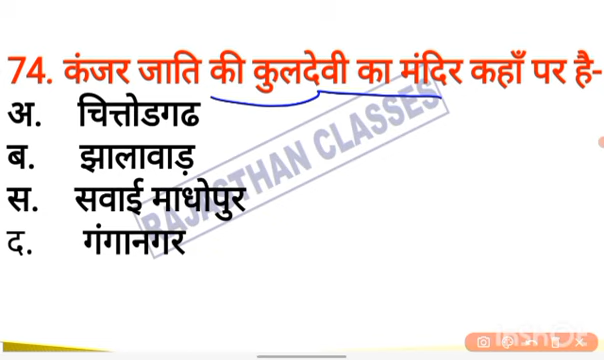 74. कंजर जाति की कुलदेवी का मंदिर कहाँ पर है-
अ. चित्तोडगढ
ब. झालावाड़
स. सवाई माधोपुर
द. गंगानगर
RAJASTHAN CLASSES